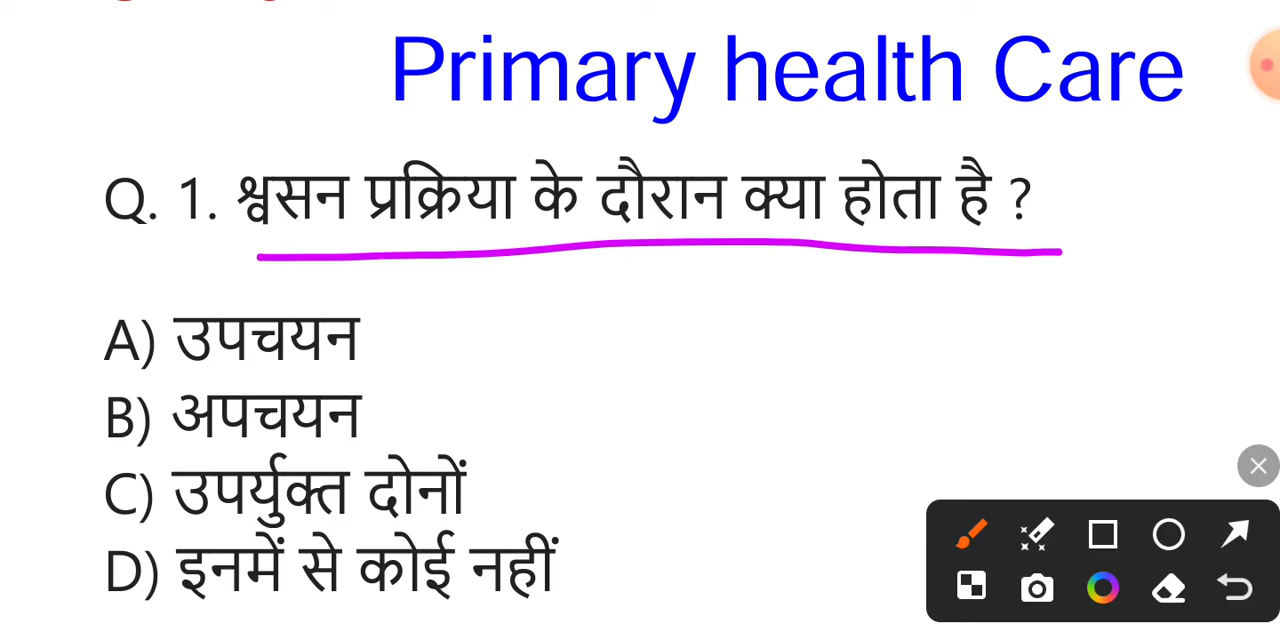 Primary health Care
Q. 1. श्वसन प्रक्रिया के दौरान क्या होता है ?
A) उपचयन
B) अपचयन
C) उपर्युक्त दोनों
D) इनमें से कोई नहीं